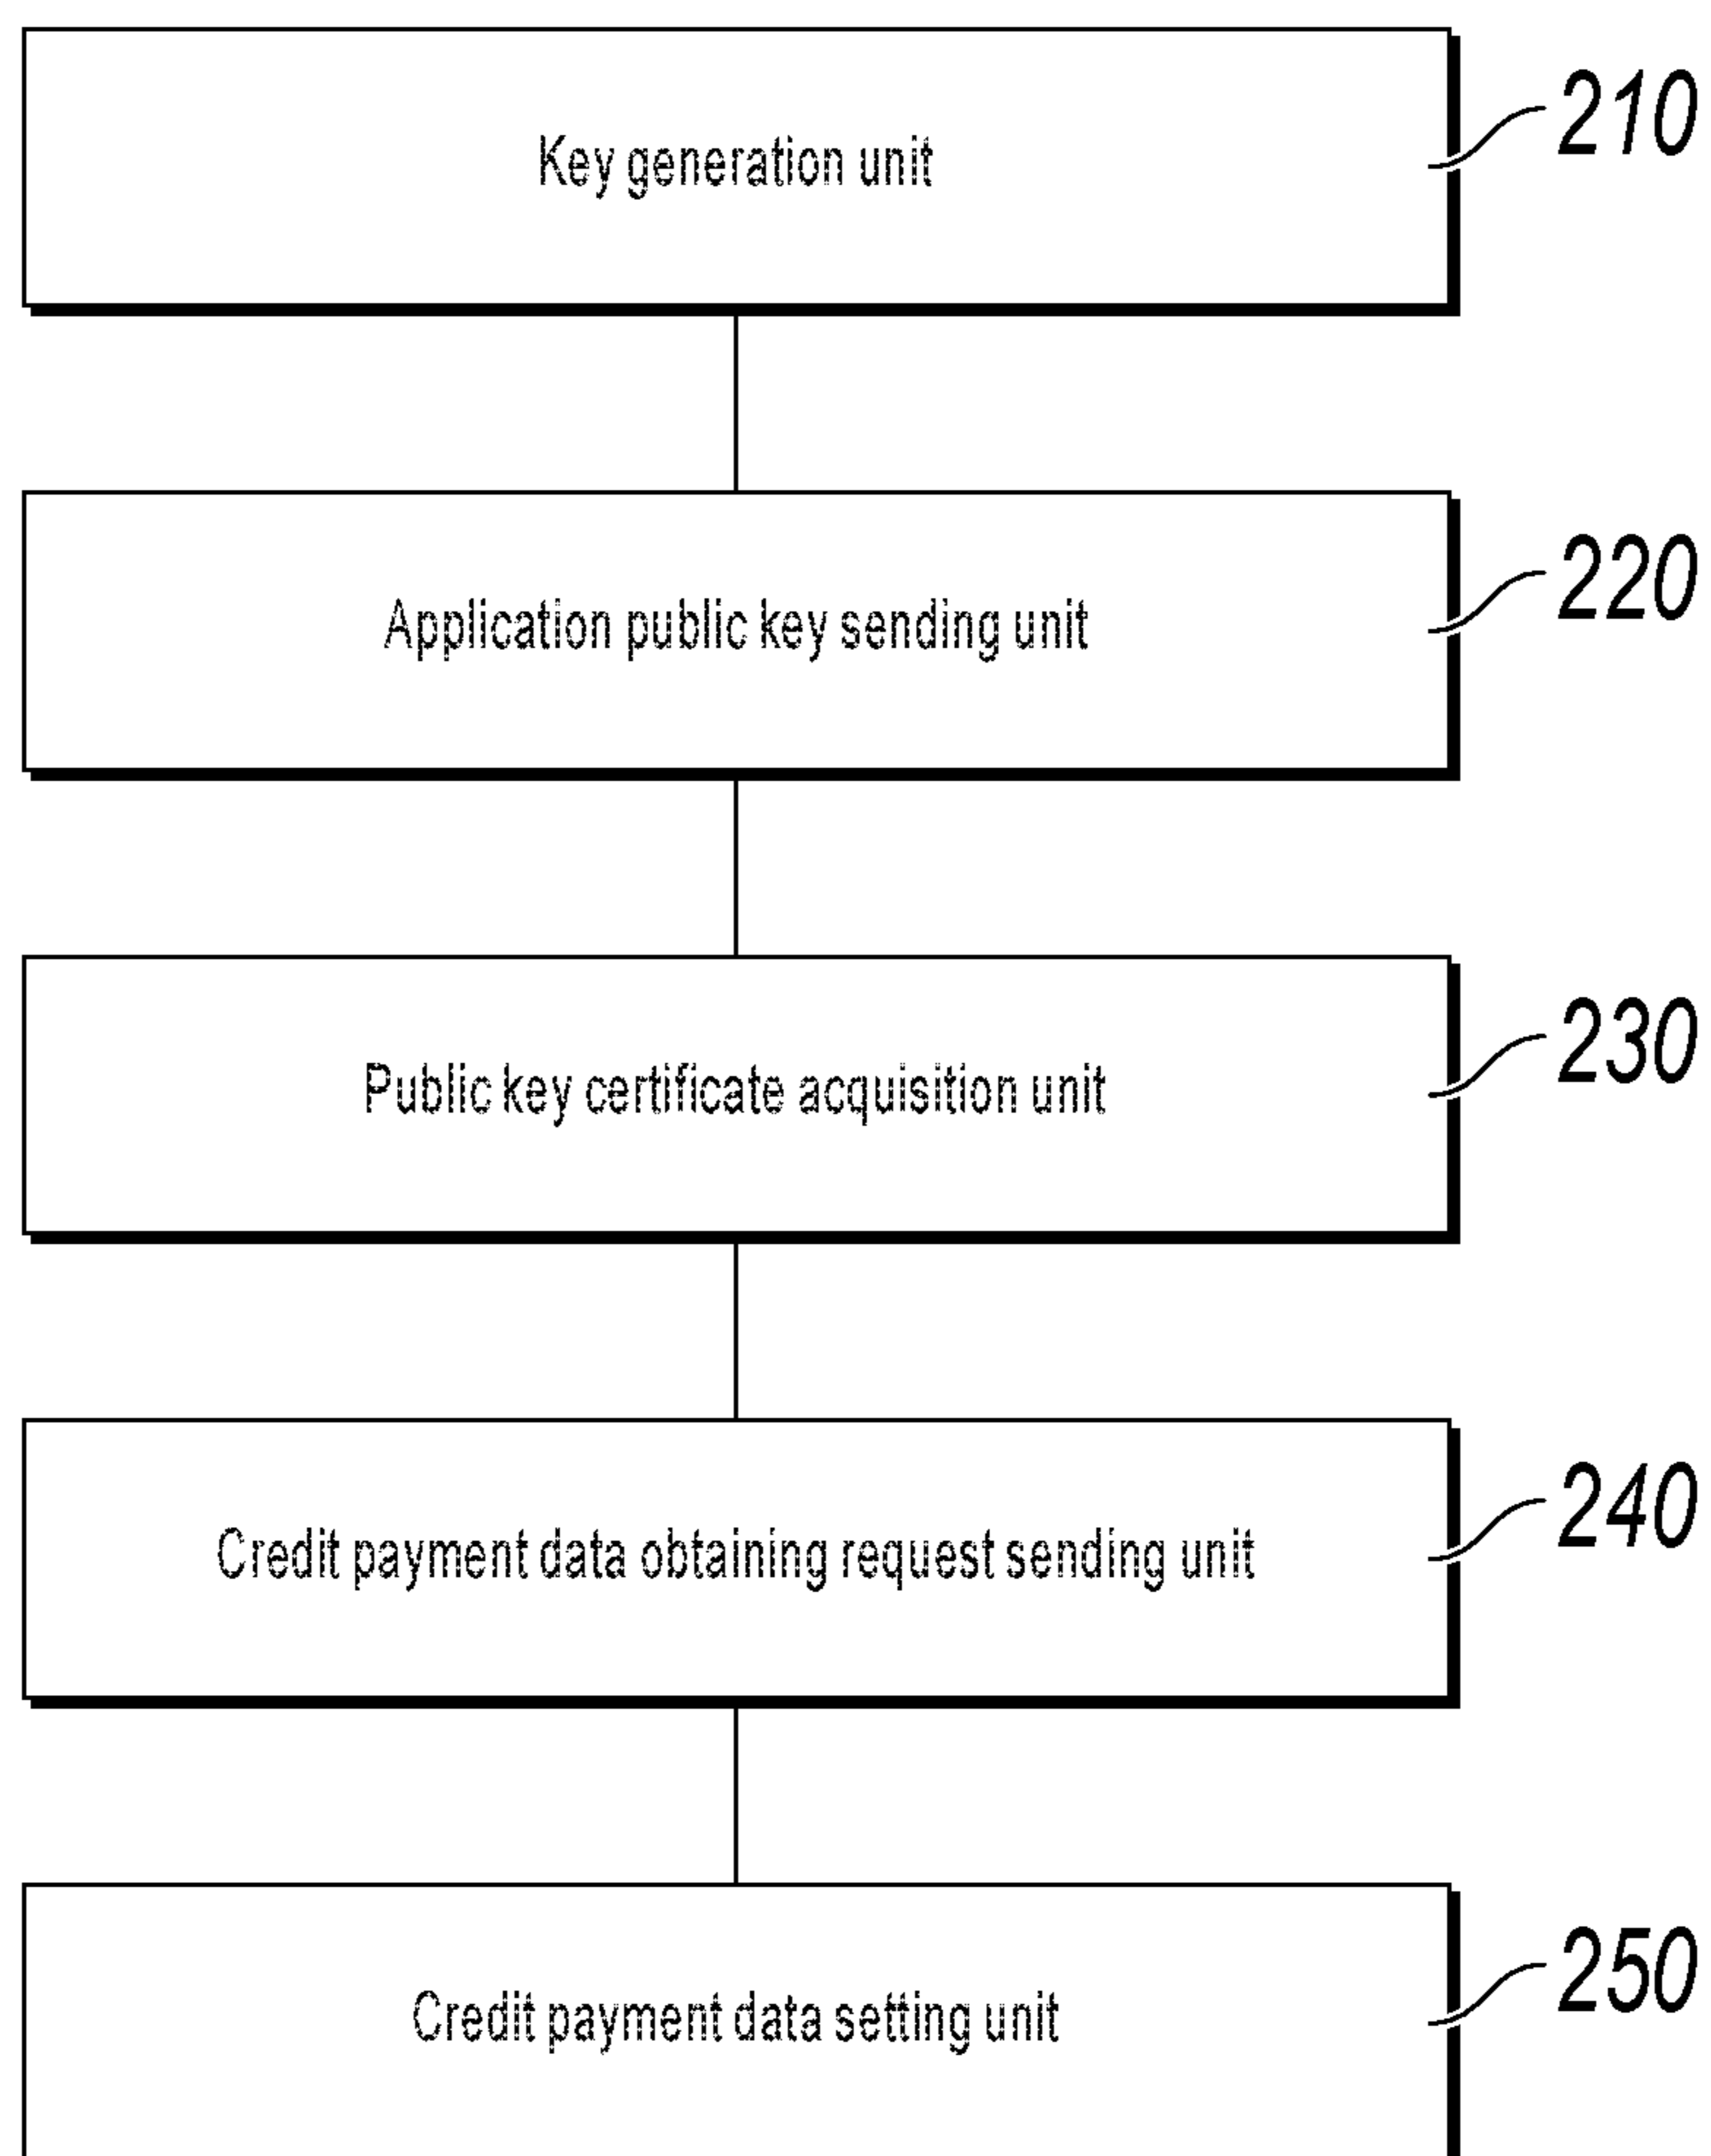 Key generation unit
210
Application public key sending unit
220
Public key certificate acquisition unit
230
Credit payment data obtaining request sending unit
240
Credit payment data setting unit
250